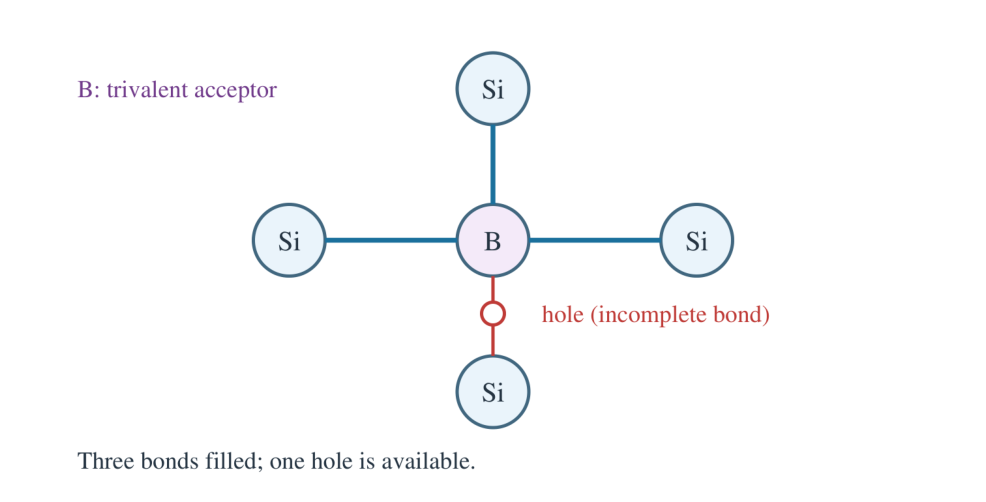 Si
B: trivalent acceptor
Si
B
Si
hole (incomplete bond)
Si
Three bonds filled; one hole is available.